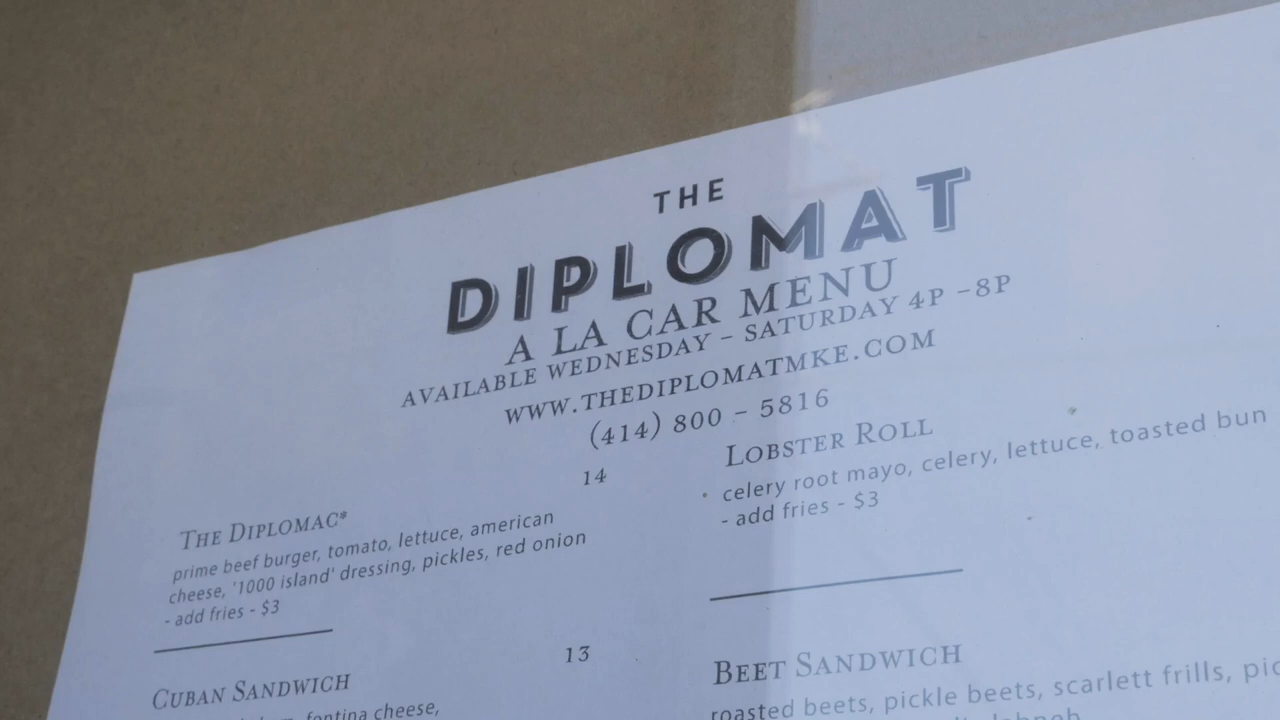 THE
DIPLOMAT
A LA CAR MENU
AVAILABLE WEDNESDAY - SATURDAY 4P -8P
WWW.THEDIPLOMATMKE.COM
(414) 800 - 5816
THE DIPLOMAC* 14
prime beef burger, tomato, lettuce, american
cheese, '1000 island' dressing, pickles, red onion
- add fries - $3
CUBAN SANDWICH 13
fontina cheese,
LOBSTER ROLL
celery root mayo, celery, lettuce, toasted bun
- add fries - $3
BEET SANDWICH
roasted beets, pickle beets, scarlett frills,